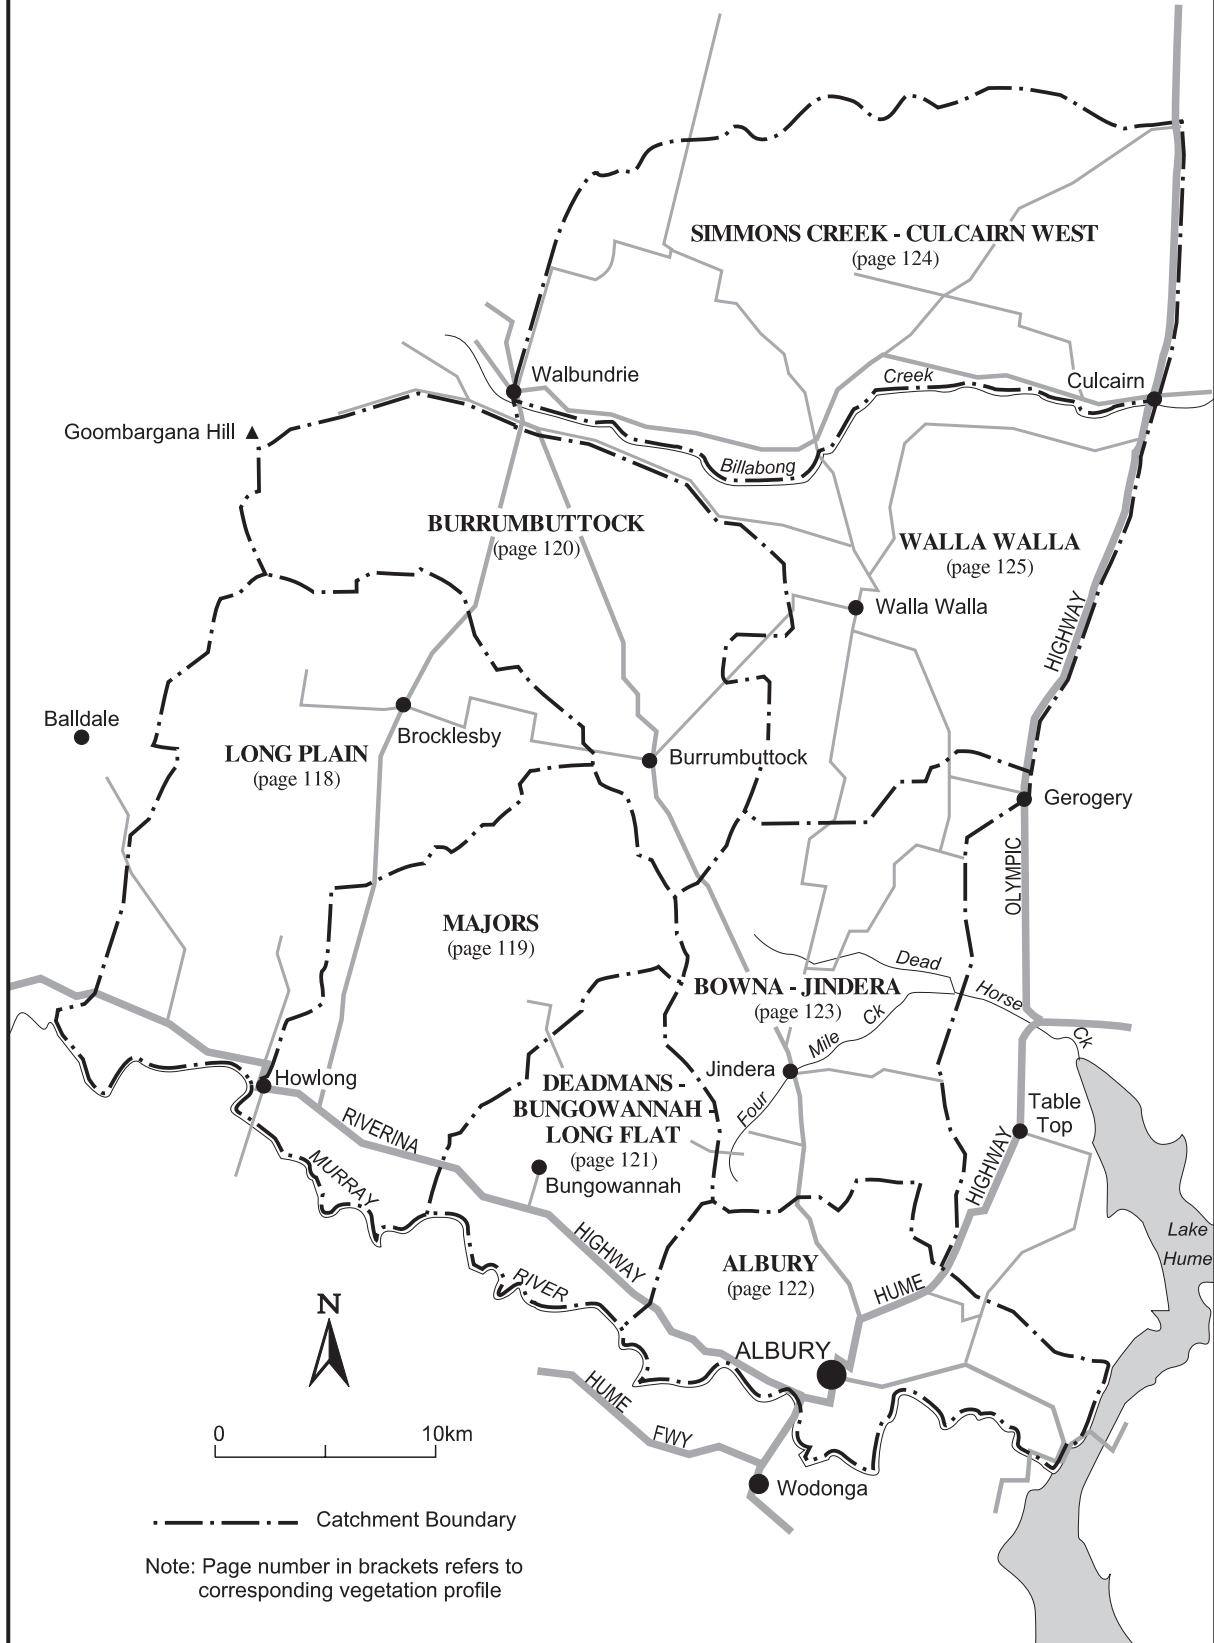 SIMMONS CREEK - CULCAIRN WEST
(page 124)
Walbundrie
Creek
Culcairn
Goombargana Hill
Billabong
BURRUMBUTTOCK
(page 120)
WALLA WALLA
(page 125)
Walla Walla
HIGHWAY
Balldale
Brocklesby
LONG PLAIN
(page 118)
Burrumbuttock
Gerogery
OLYMPIC
MAJORS
(page 119)
Dead
BOWNA - JINDERA
(page 123)
Horse
Ck
Mile
Ck
Jindera
Howlong
DEADMANS -
BUNGOWANNAH -
LONG FLAT
(page 121)
Four
Table
Top
RIVERINA
HIGHWAY
MURRAY
Bungowannah
Lake
Hume
HIGHWAY
ALBURY
(page 122)
RIVER
HUME
N
ALBURY
HUME
FWY
0
10km
Wodonga
Catchment Boundary
Note: Page number in brackets refers to
corresponding vegetation profile